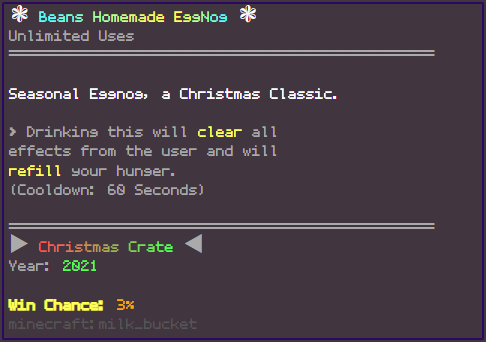 ❃ Beans Homemade EggNog ❃
Unlimited Uses
Seasonal Eggnog, a Christmas Classic.
> Drinking this will clear all
effects from the user and will
refill your hunger.
(Cooldown: 60 Seconds)
▶ Christmas Crate ◀
Year: 2021
Win Chance: 3%
minecraft:milk_bucket